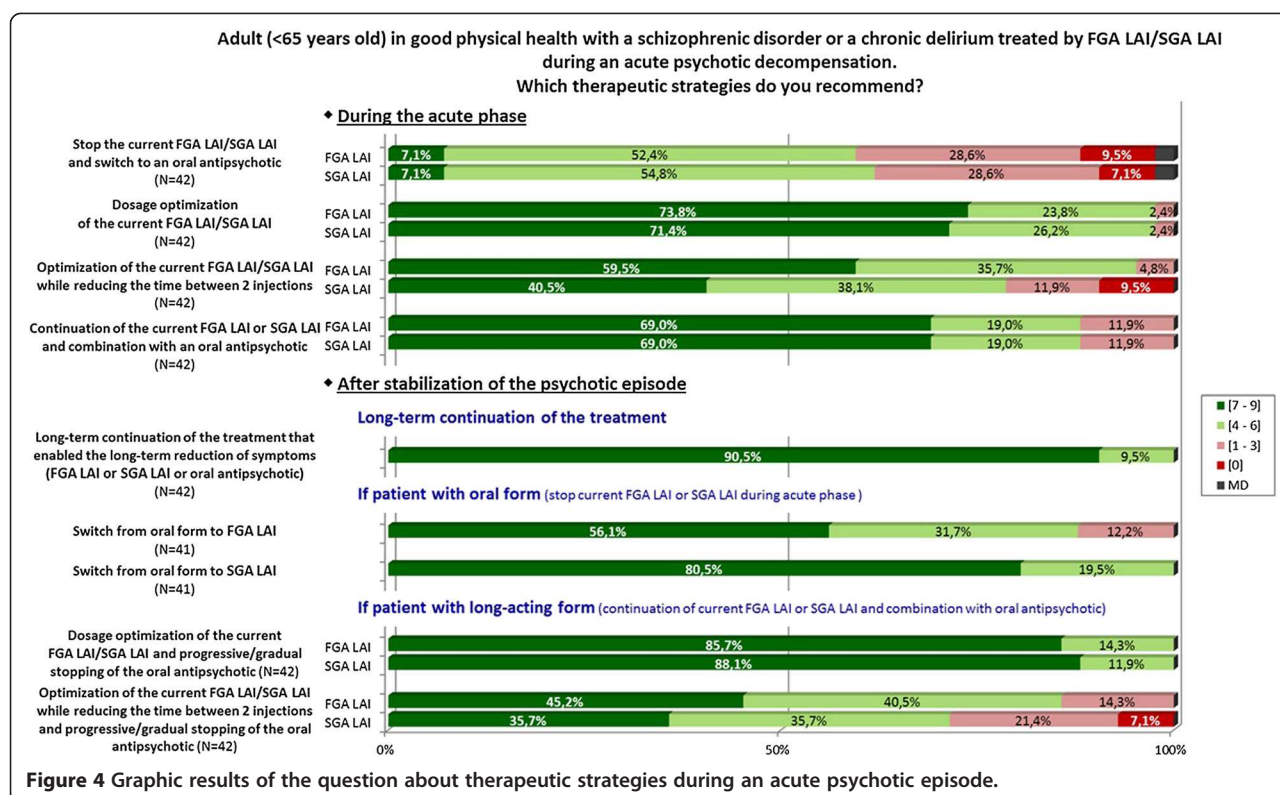 Adult (<65 years old) in good physical health with a schizophrenic disorder or a chronic delirium treated by FGA LAI/SGA LAI
during an acute psychotic decompensation.
Which therapeutic strategies do you recommend?
◆ During the acute phase
Stop the current FGA LAI/SGA LAI
and switch to an oral antipsychotic
(N=42)
FGA LAI 7,1% 52,4% 28,6% 9,5%
SGA LAI 7,1% 54,8% 28,6% 7,1%
Dosage optimization
of the current FGA LAI/SGA LAI
(N=42)
FGA LAI 73,8% 23,8% 2,4%
SGA LAI 71,4% 26,2% 2,4%
Optimization of the current FGA LAI/SGA LAI
while reducing the time between 2 injections
(N=42)
FGA LAI 59,5% 35,7% 4,8%
SGA LAI 40,5% 38,1% 11,9% 9,5%
Continuation of the current FGA LAI or SGA LAI
and combination with an oral antipsychotic
(N=42)
FGA LAI 69,0% 19,0% 11,9%
SGA LAI 69,0% 19,0% 11,9%
◆ After stabilization of the psychotic episode
Long-term continuation of the treatment
Long-term continuation of the treatment that
enabled the long-term reduction of symptoms
(FGA LAI or SGA LAI or oral antipsychotic)
(N=42)
90,5% 9,5%
If patient with oral form (stop current FGA LAI or SGA LAI during acute phase )
Switch from oral form to FGA LAI
(N=41)
56,1% 31,7% 12,2%
Switch from oral form to SGA LAI
(N=41)
80,5% 19,5%
If patient with long-acting form (continuation of current FGA LAI or SGA LAI and combination with oral antipsychotic)
Dosage optimization of the current
FGA LAI/SGA LAI and progressive/gradual
stopping of the oral antipsychotic (N=42)
FGA LAI 85,7% 14,3%
SGA LAI 88,1% 11,9%
Optimization of the current FGA LAI/SGA LAI
while reducing the time between 2 injections
and progressive/gradual stopping of the oral
antipsychotic (N=42)
FGA LAI 45,2% 40,5% 14,3%
SGA LAI 35,7% 35,7% 21,4% 7,1%
0% 50% 100%
[7 - 9]
[4 - 6]
[1 - 3]
[0]
MD
Figure 4 Graphic results of the question about therapeutic strategies during an acute psychotic episode.